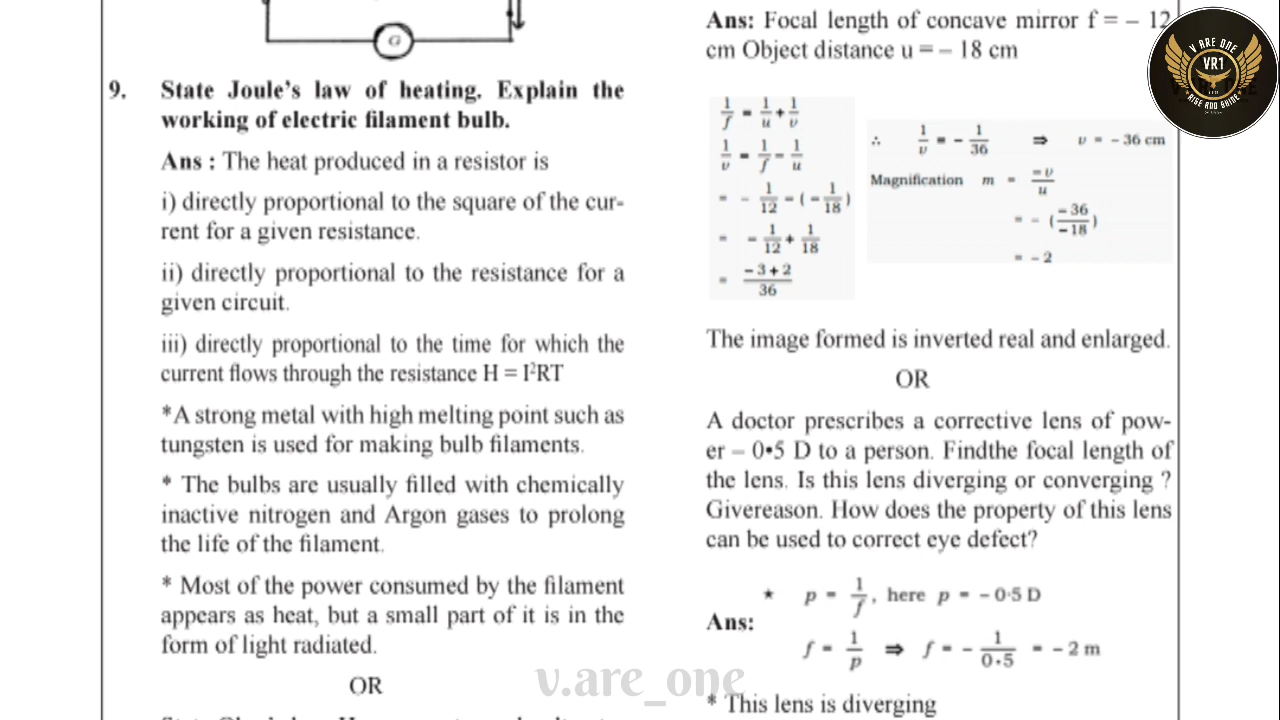 G
9. State Joule's law of heating. Explain the
working of electric filament bulb.
Ans : The heat produced in a resistor is
i) directly proportional to the square of the cur-
rent for a given resistance.
ii) directly proportional to the resistance for a
given circuit.
iii) directly proportional to the time for which the
current flows through the resistance H = I²RT
*A strong metal with high melting point such as
tungsten is used for making bulb filaments.
* The bulbs are usually filled with chemically
inactive nitrogen and Argon gases to prolong
the life of the filament.
* Most of the power consumed by the filament
appears as heat, but a small part of it is in the
form of light radiated.
OR
Ans: Focal length of concave mirror f = – 12
cm Object distance u = – 18 cm
1/f = 1/u + 1/v
1/v = 1/f – 1/u
= – 1/12 – (– 1/18)
= – 1/12 + 1/18
= –3+2/36
∴ 1/v = – 1/36 ⇒ v = – 36 cm
Magnification m = –v/u
= – (–36/–18)
= – 2
The image formed is inverted real and enlarged.
OR
A doctor prescribes a corrective lens of pow-
er – 0•5 D to a person. Findthe focal length of
the lens. Is this lens diverging or converging ?
Givereason. How does the property of this lens
can be used to correct eye defect?
* p = 1/f, here p = – 0·5 D
Ans:
f = 1/p ⇒ f = – 1/0·5 = – 2 m
* This lens is diverging
v.are_one
V ARE ONE
VR1
RISE AND SHINE